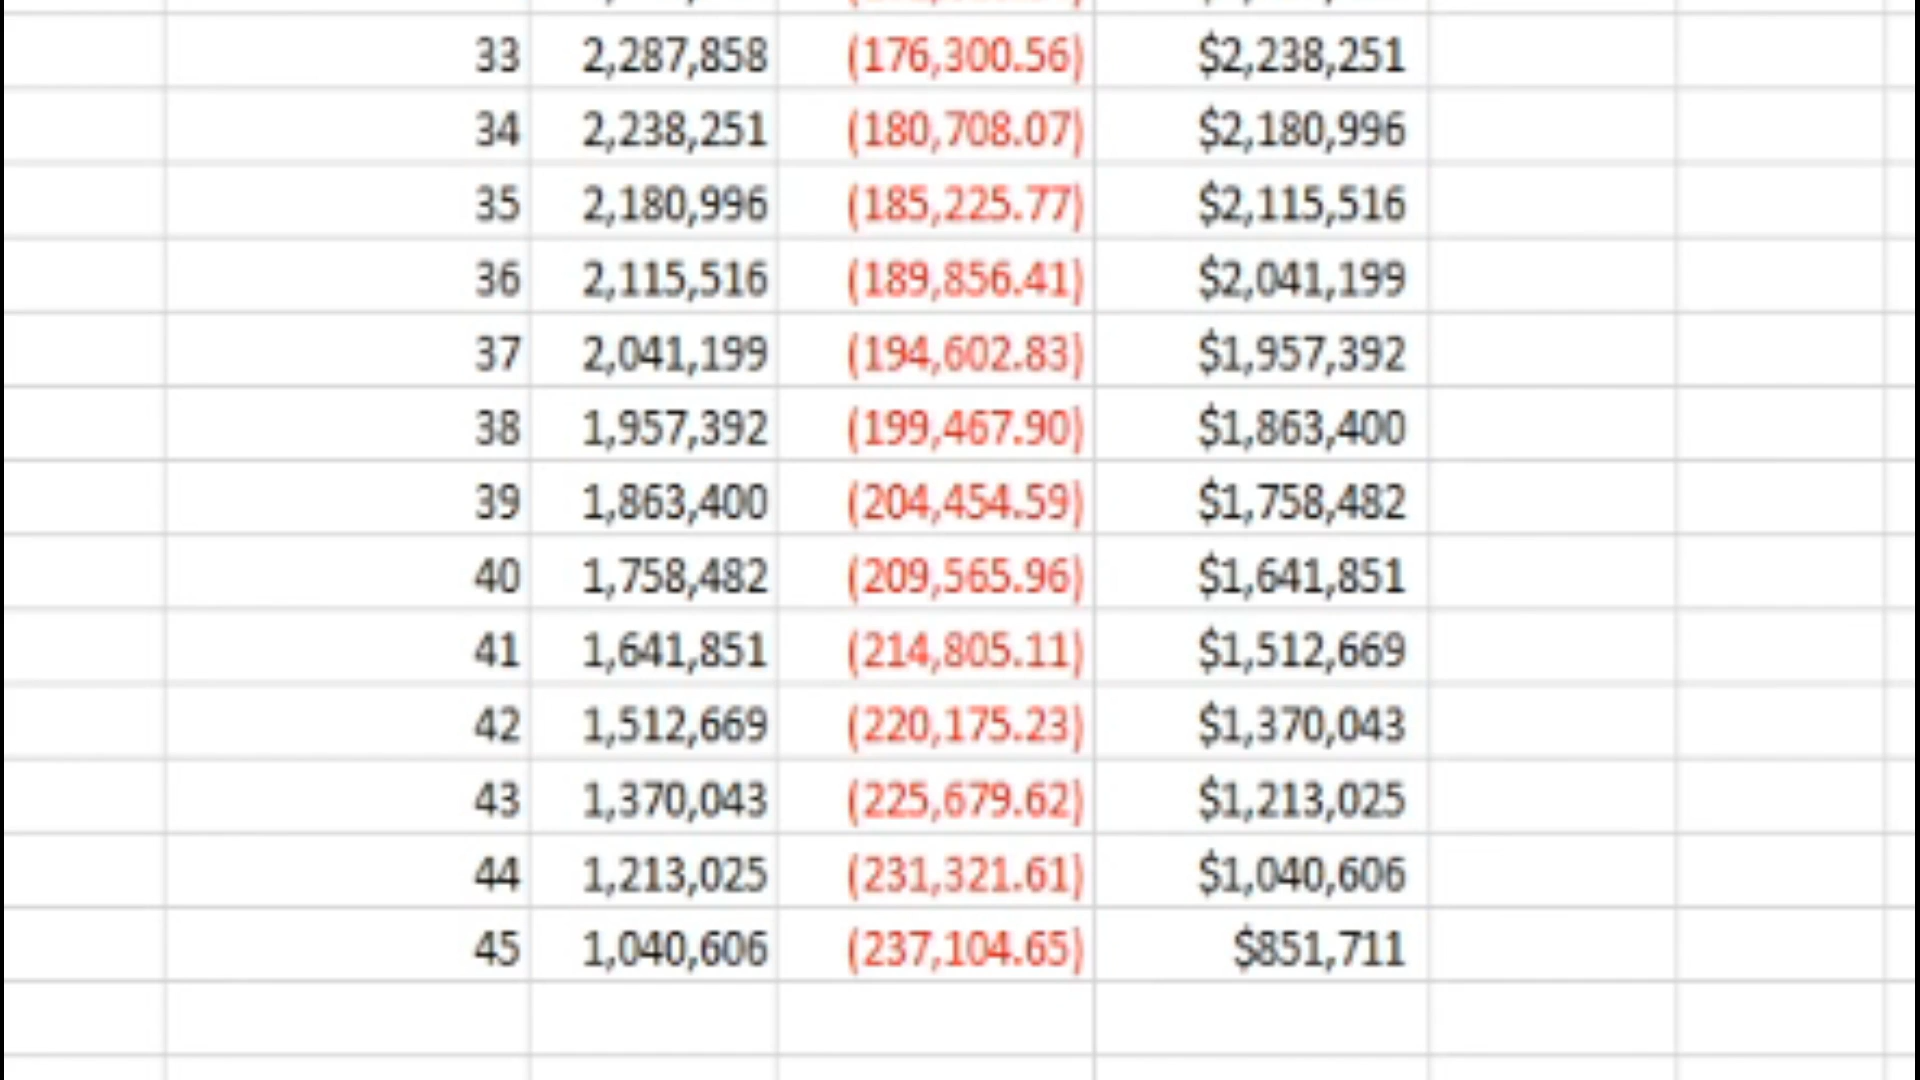 33 2,287,858 (176,300.56) $2,238,251
34 2,238,251 (180,708.07) $2,180,996
35 2,180,996 (185,225.77) $2,115,516
36 2,115,516 (189,856.41) $2,041,199
37 2,041,199 (194,602.83) $1,957,392
38 1,957,392 (199,467.90) $1,863,400
39 1,863,400 (204,454.59) $1,758,482
40 1,758,482 (209,565.96) $1,641,851
41 1,641,851 (214,805.11) $1,512,669
42 1,512,669 (220,175.23) $1,370,043
43 1,370,043 (225,679.62) $1,213,025
44 1,213,025 (231,321.61) $1,040,606
45 1,040,606 (237,104.65) $851,711